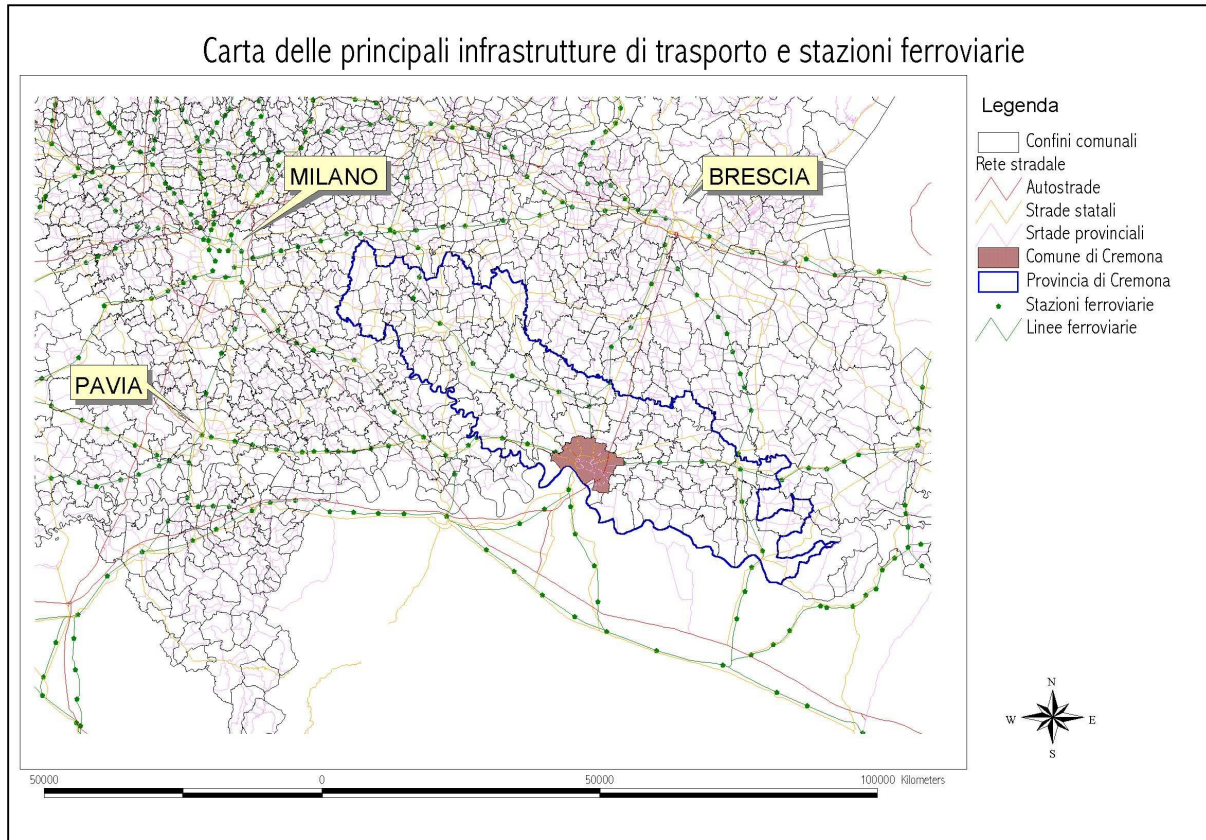 Carta delle principali infrastrutture di trasporto e stazioni ferroviarie
MILANO
BRESCIA
PAVIA
Legenda
Confini comunali
Rete stradale
Autostrade
Strade statali
Srtade provinciali
Comune di Cremona
Provincia di Cremona
Stazioni ferroviarie
Linee ferroviarie
N
W E
S
50000 0 50000 100000 Kilometers